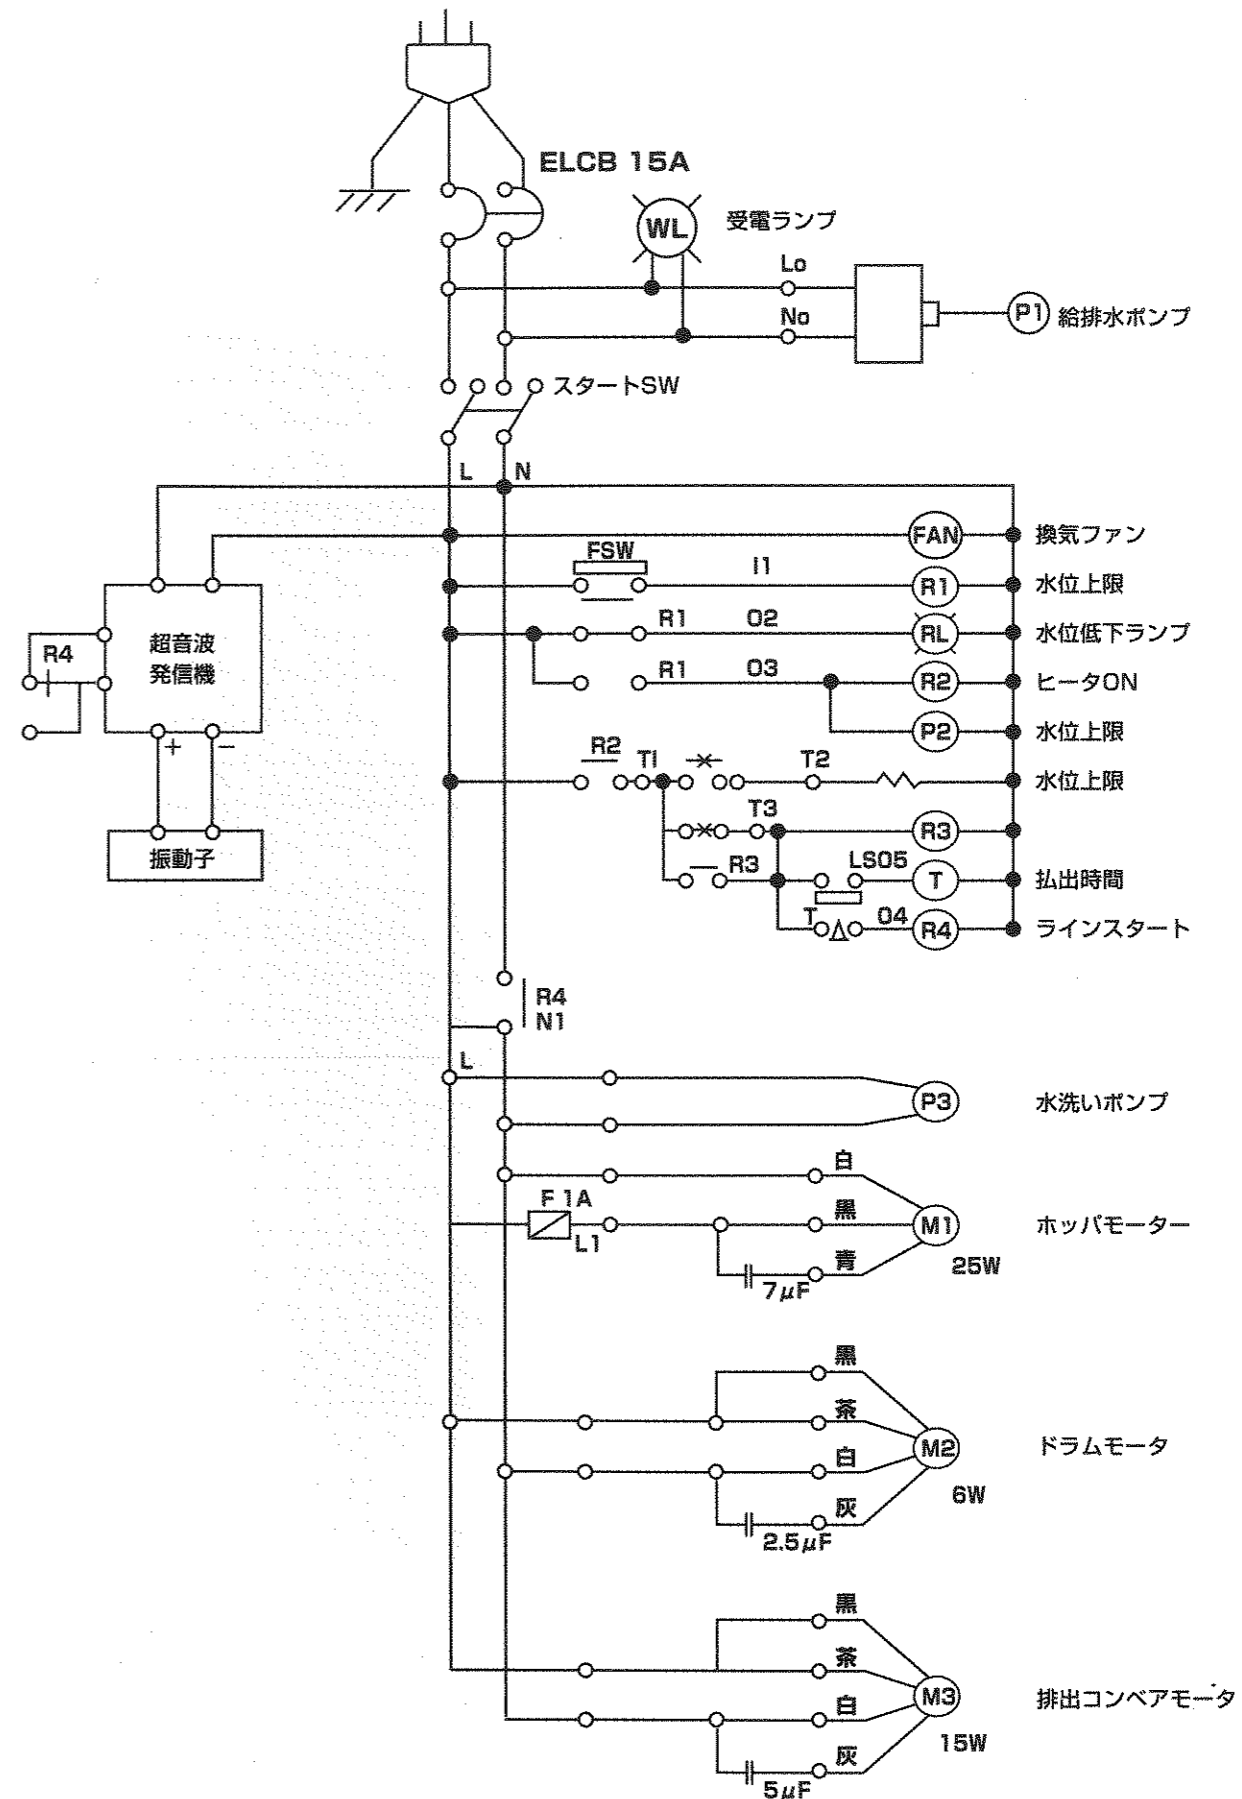 ELCB 15A
WL 受電ランプ
Lo
No
P1 給排水ポンプ
スタートSW
L N
FAN 換気ファン
FSW
I1
R1 水位上限
R1 O2 RL 水位低下ランプ
R1 O3 R2 ヒータON
P2 水位上限
R2 T1 T2 水位上限
T3
R3
R3 LS05 T 払出時間
T O4 R4 ラインスタート
超音波
発信機
R4
+ −
振動子
R4
N1
L
P3 水洗いポンプ
白
F 1A
L1
黒
M1 ホッパモーター
青
25W
7μF
黒
茶
M2 ドラムモータ
白
6W
灰
2.5μF
黒
茶
M3 排出コンベアモータ
白
15W
灰
5μF